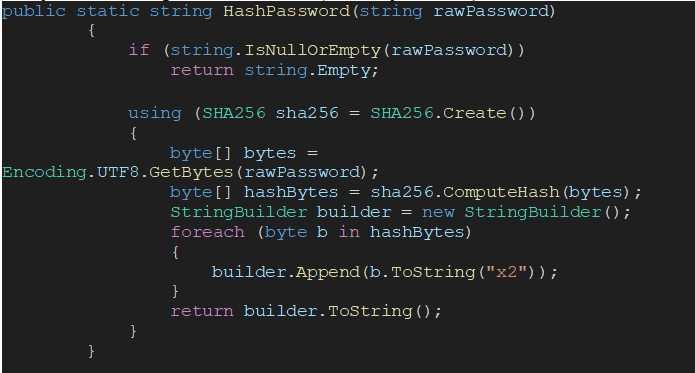 public static string HashPassword(string rawPassword)
{
if (string.IsNullOrEmpty(rawPassword))
return string.Empty;
using (SHA256 sha256 = SHA256.Create())
{
byte[] bytes =
Encoding.UTF8.GetBytes(rawPassword);
byte[] hashBytes = sha256.ComputeHash(bytes);
StringBuilder builder = new StringBuilder();
foreach (byte b in hashBytes)
{
builder.Append(b.ToString("x2"));
}
return builder.ToString();
}
}